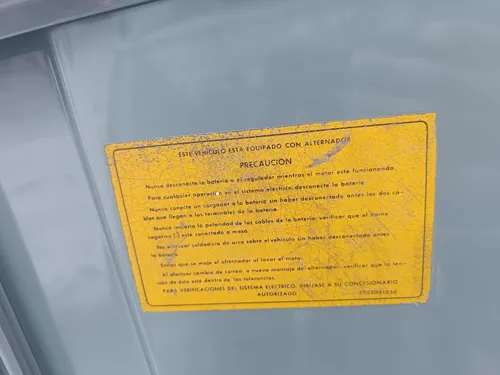 ESTE VEHICULO ESTA EQUIPADO CON ALTERNADOR
PRECAUCION
Nunca desconecte la bateria o el regulador mientras el motor este funcionando.
Para cualquier operacion en el sistema electrico, desconecte la bateria.
Nunca conecte un cargador a la bateria sin haber desconectado antes los dos ca-
bles que llegan a los terminales de la bateria.
Nunca invierta la polaridad de los cables de la bateria: verificar que el borne
negativo (-) esté conectado a masa.
No efectuar soldadura de arco sobre el vehiculo sin haber desconectado antes
la bateria.
Evitar que se moje el alternador al lavar el motor.
Al efectuar cambio de correa, o nuevo montaje del alternador, verificar que la ten-
sión de esta esté dentro de las tolerancias.
PARA VERIFICACIONES DEL SISTEMA ELECTRICO, DIRIJASE A SU CONCESIONARIO
AUTORIZADO